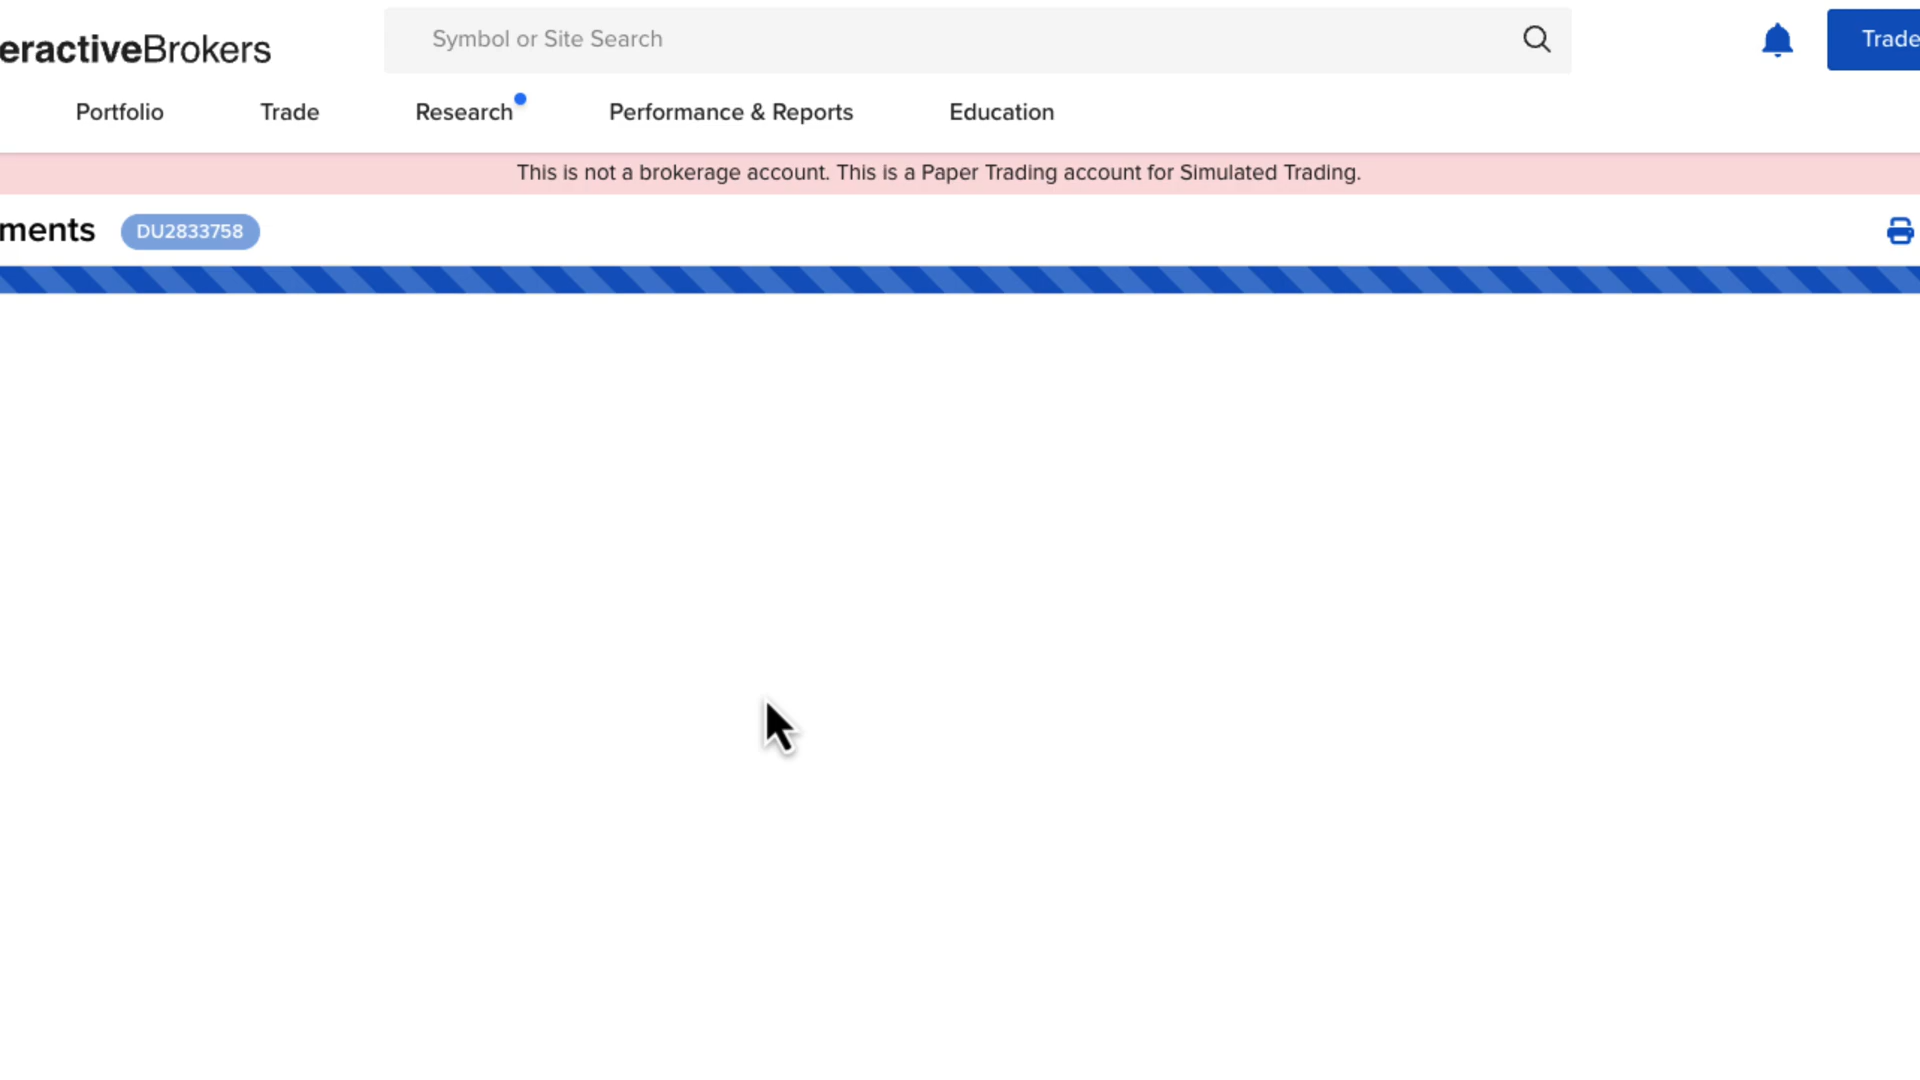 eractiveBrokers
Symbol or Site Search
Trade
Portfolio
Trade
Research
Performance & Reports
Education
This is not a brokerage account. This is a Paper Trading account for Simulated Trading.
ments
DU2833758